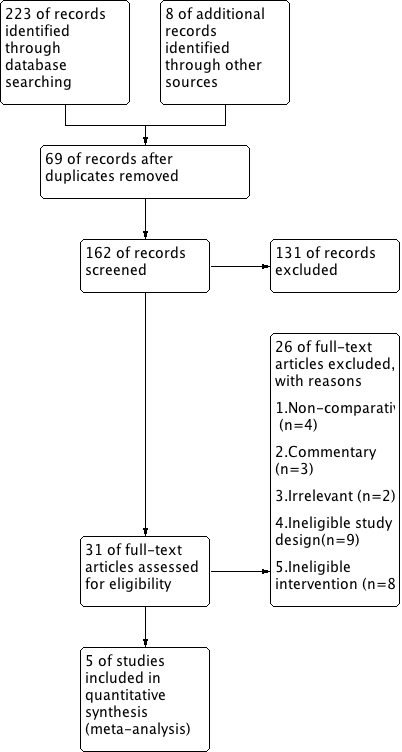 223 of records
identified
through
database
searching
8 of additional
records
identified
through other
sources
69 of records after
duplicates removed
162 of records
screened
131 of records
excluded
26 of full-text
articles excluded,
with reasons
1.Non-comparativ
(n=4)
2.Commentary
(n=3)
3.Irrelevant (n=2)
4.Ineligible study
design(n=9)
5.Ineligible
intervention (n=8
31 of full-text
articles assessed
for eligibility
5 of studies
included in
quantitative
synthesis
(meta-analysis)